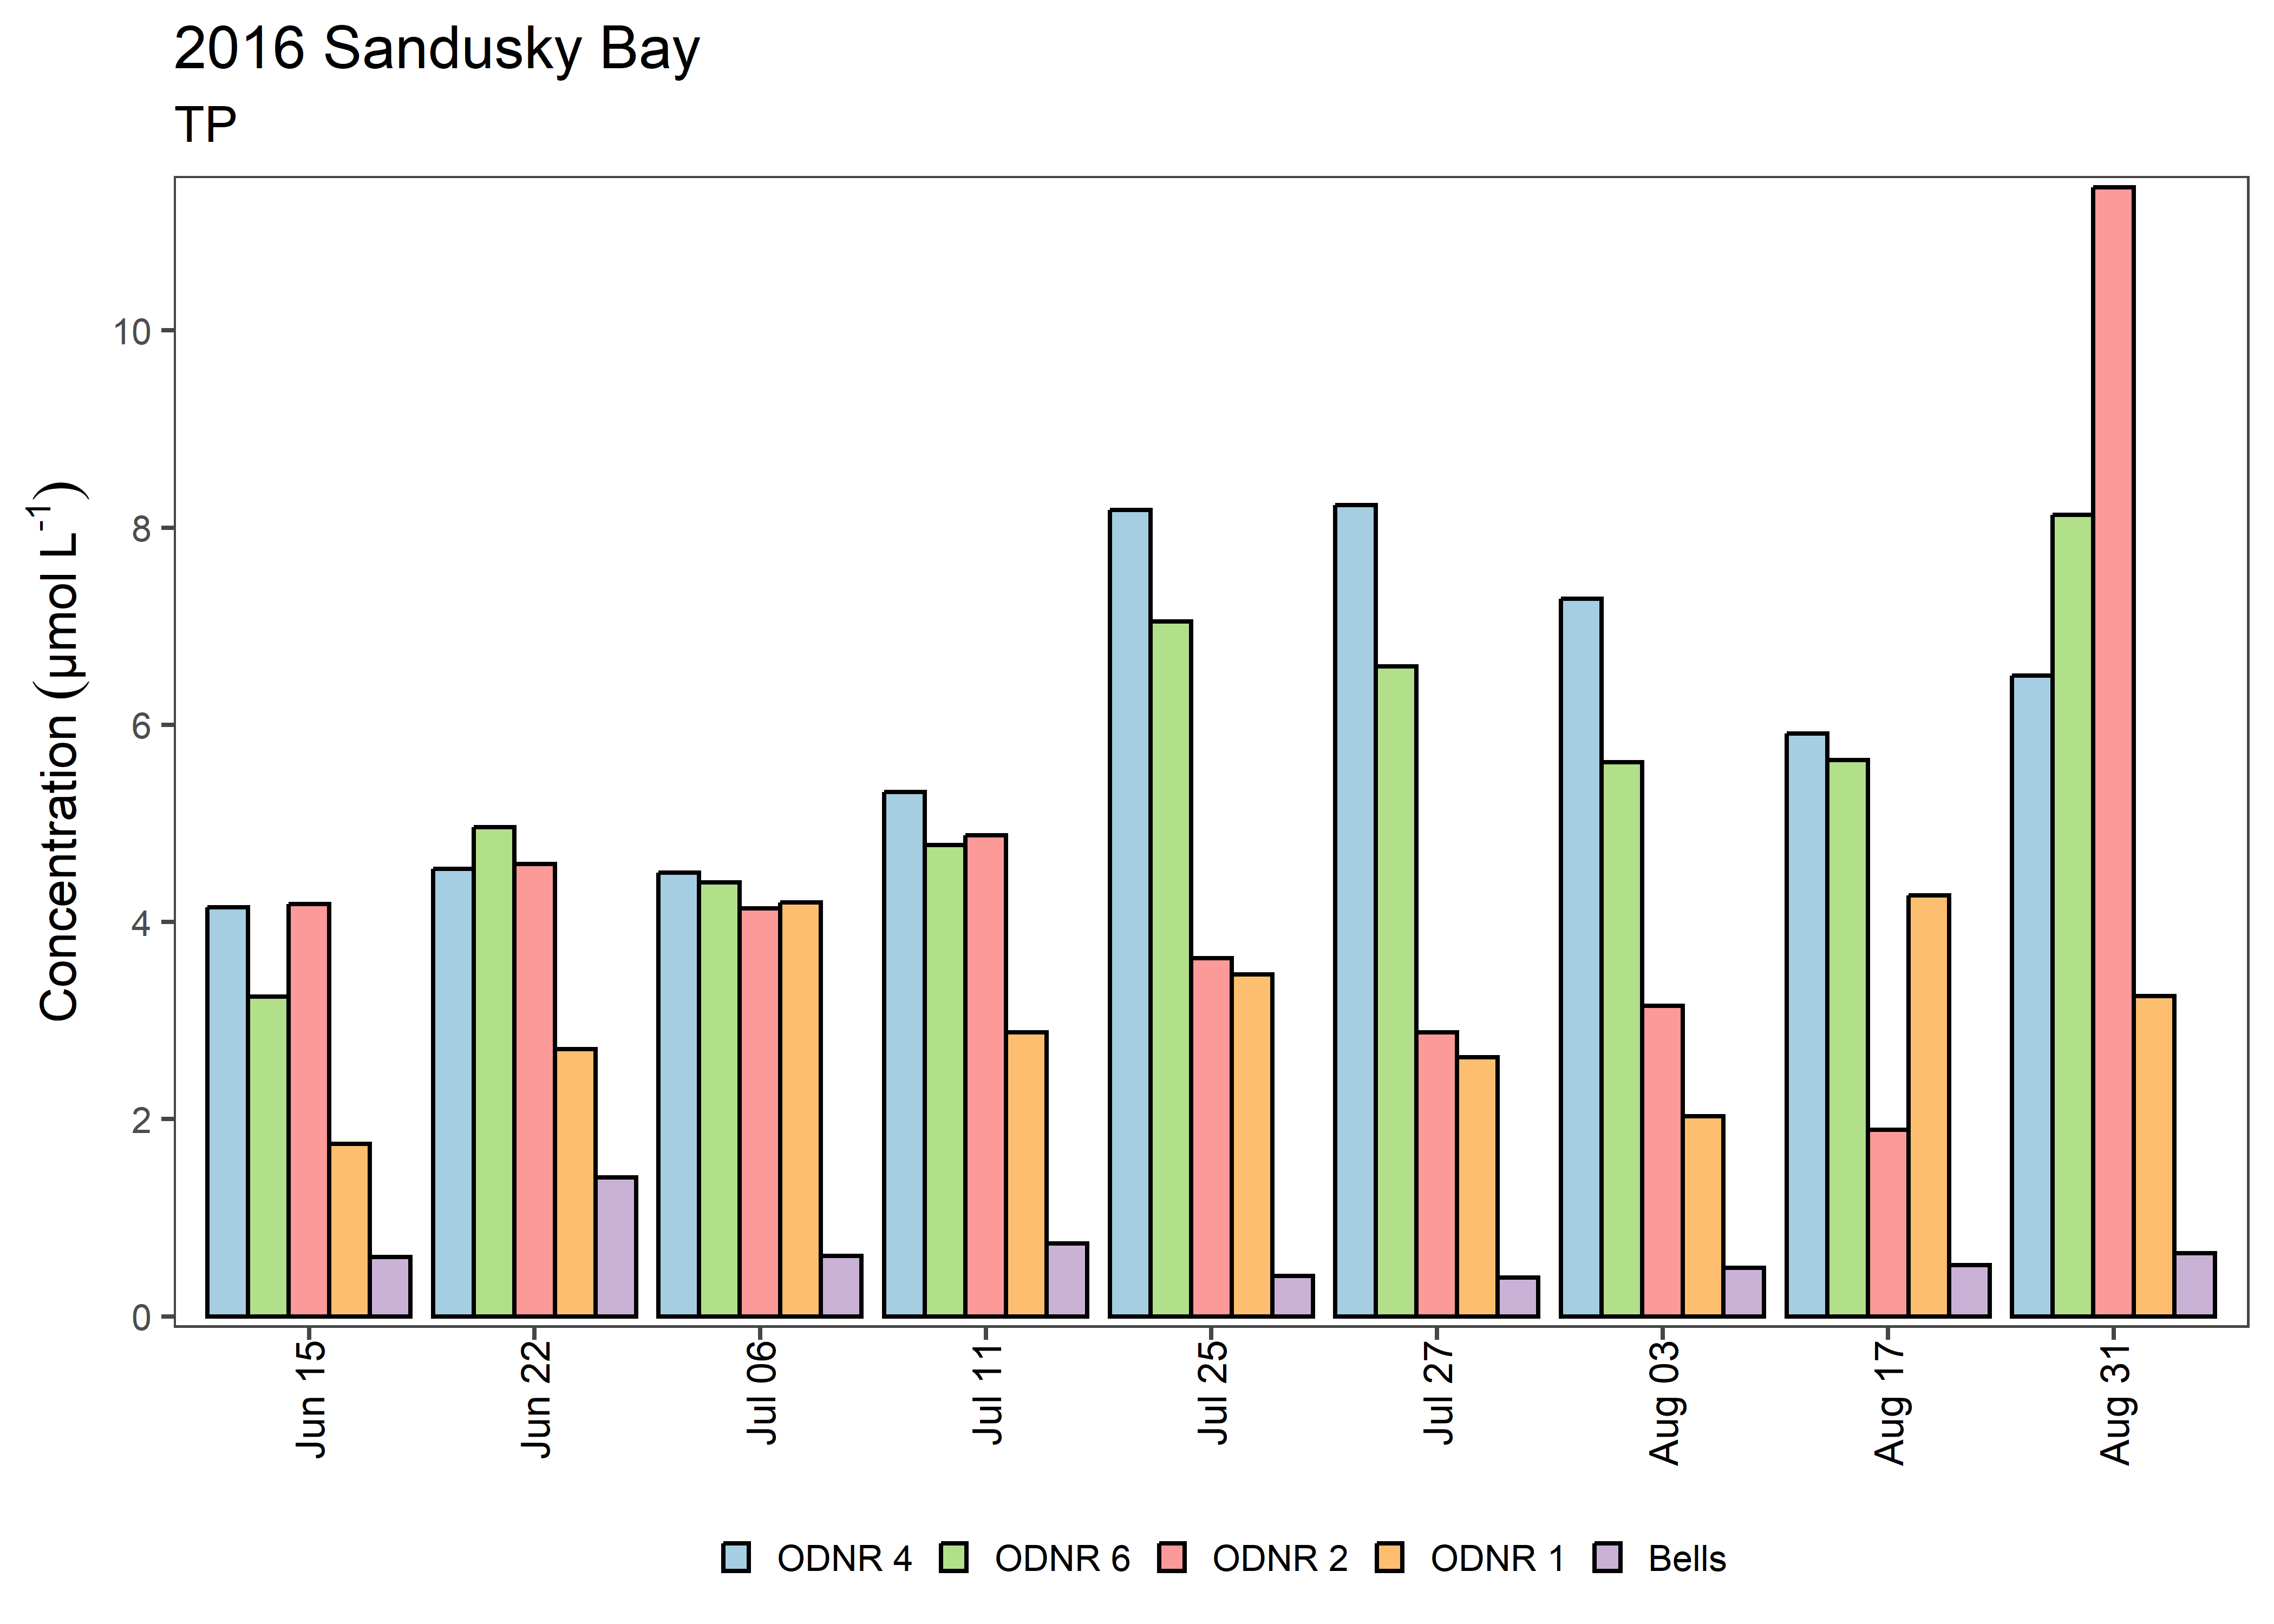 2016 Sandusky Bay
TP
Concentration (µmol L⁻¹)
10
8
6
4
2
0
Jun 15
Jun 22
Jul 06
Jul 11
Jul 25
Jul 27
Aug 03
Aug 17
Aug 31
ODNR 4 ODNR 6 ODNR 2 ODNR 1 Bells